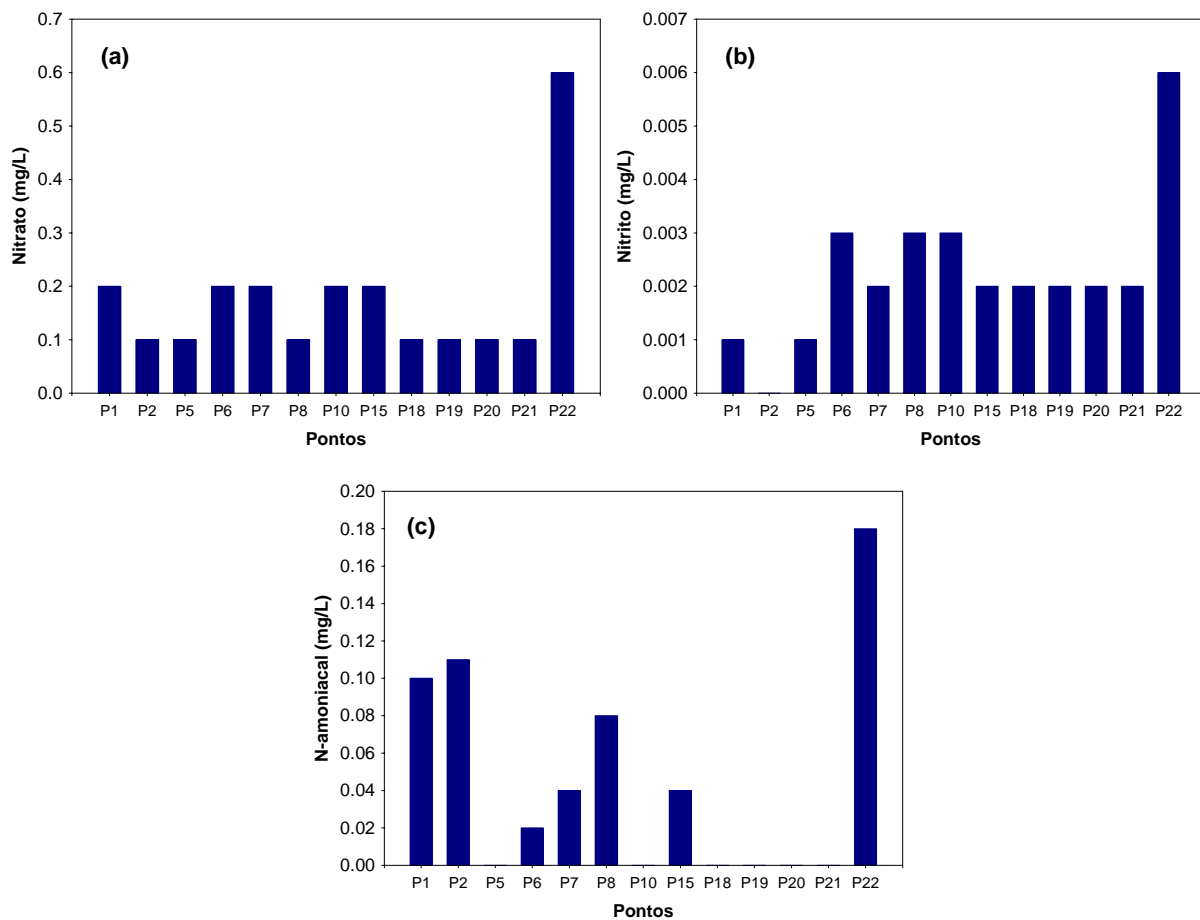 (a)
Nitrato (mg/L)
0.7
0.6
0.5
0.4
0.3
0.2
0.1
0.0
P1 P2 P5 P6 P7 P8 P10 P15 P18 P19 P20 P21 P22
Pontos
(b)
Nitrito (mg/L)
0.007
0.006
0.005
0.004
0.003
0.002
0.001
0.000
P1 P2 P5 P6 P7 P8 P10 P15 P18 P19 P20 P21 P22
Pontos
(c)
N-amoniacal (mg/L)
0.20
0.18
0.16
0.14
0.12
0.10
0.08
0.06
0.04
0.02
0.00
P1 P2 P5 P6 P7 P8 P10 P15 P18 P19 P20 P21 P22
Pontos